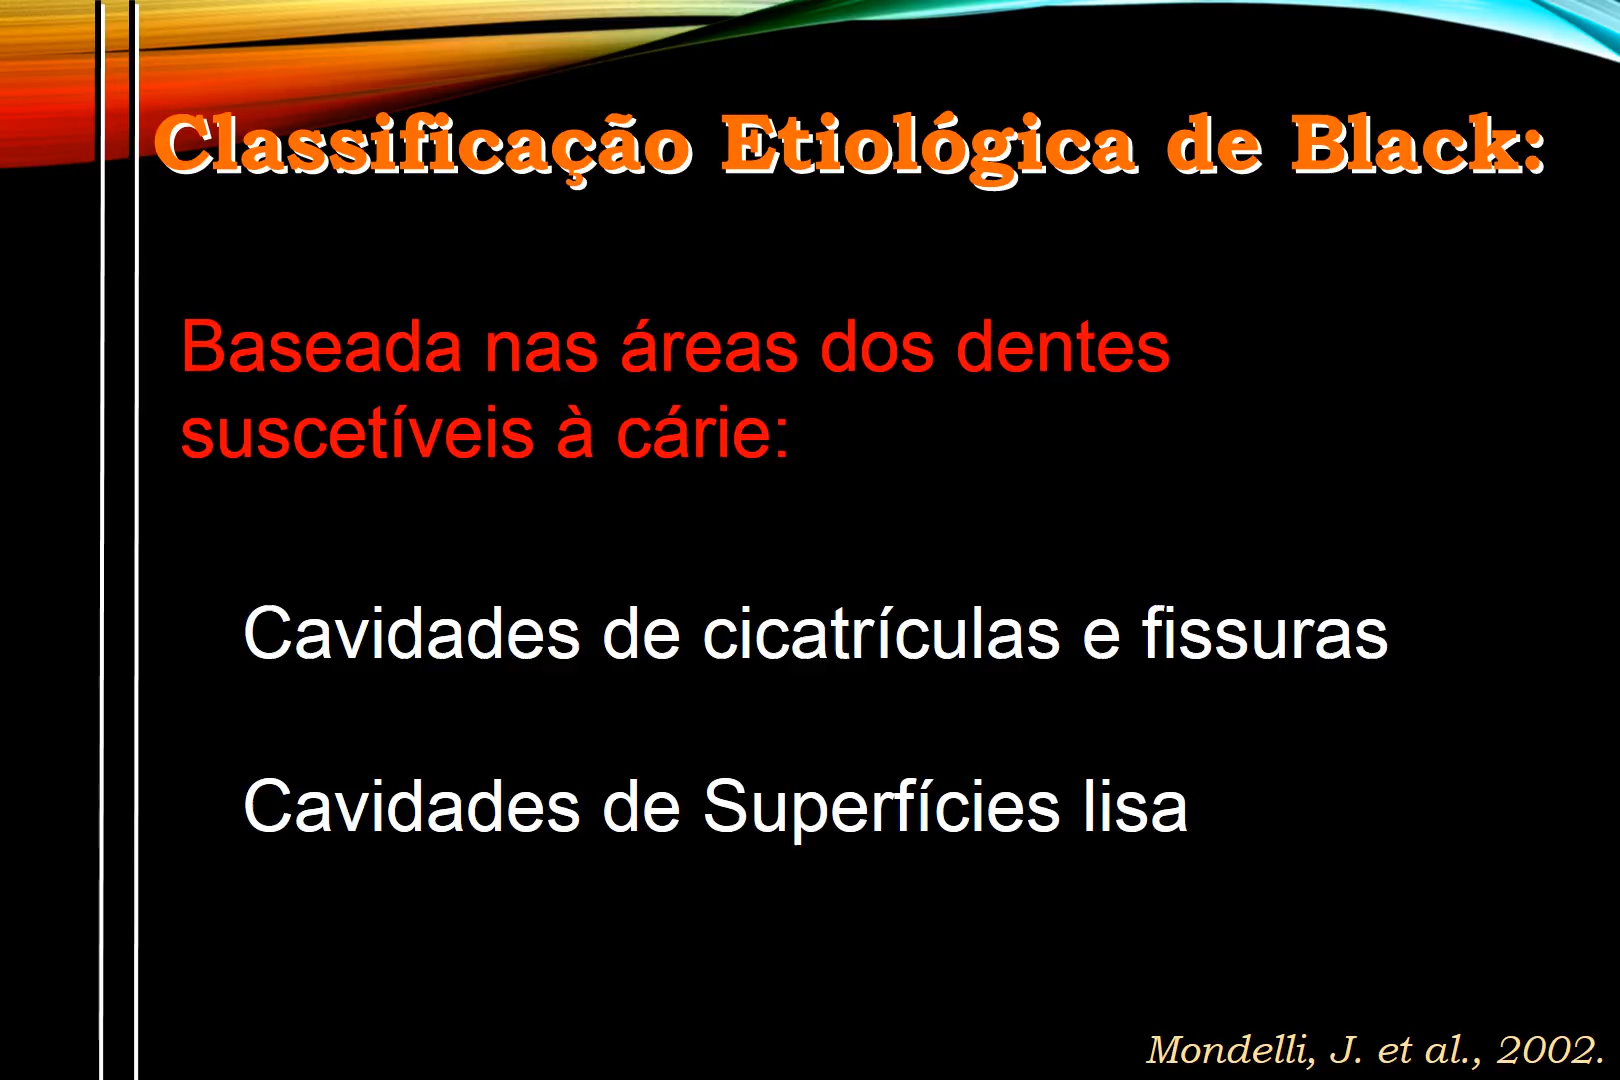 Classificação Etiológica de Black:
Baseada nas áreas dos dentes
suscetíveis à cárie:
Cavidades de cicatrículas e fissuras
Cavidades de Superfícies lisa
Mondelli, J. et al., 2002.